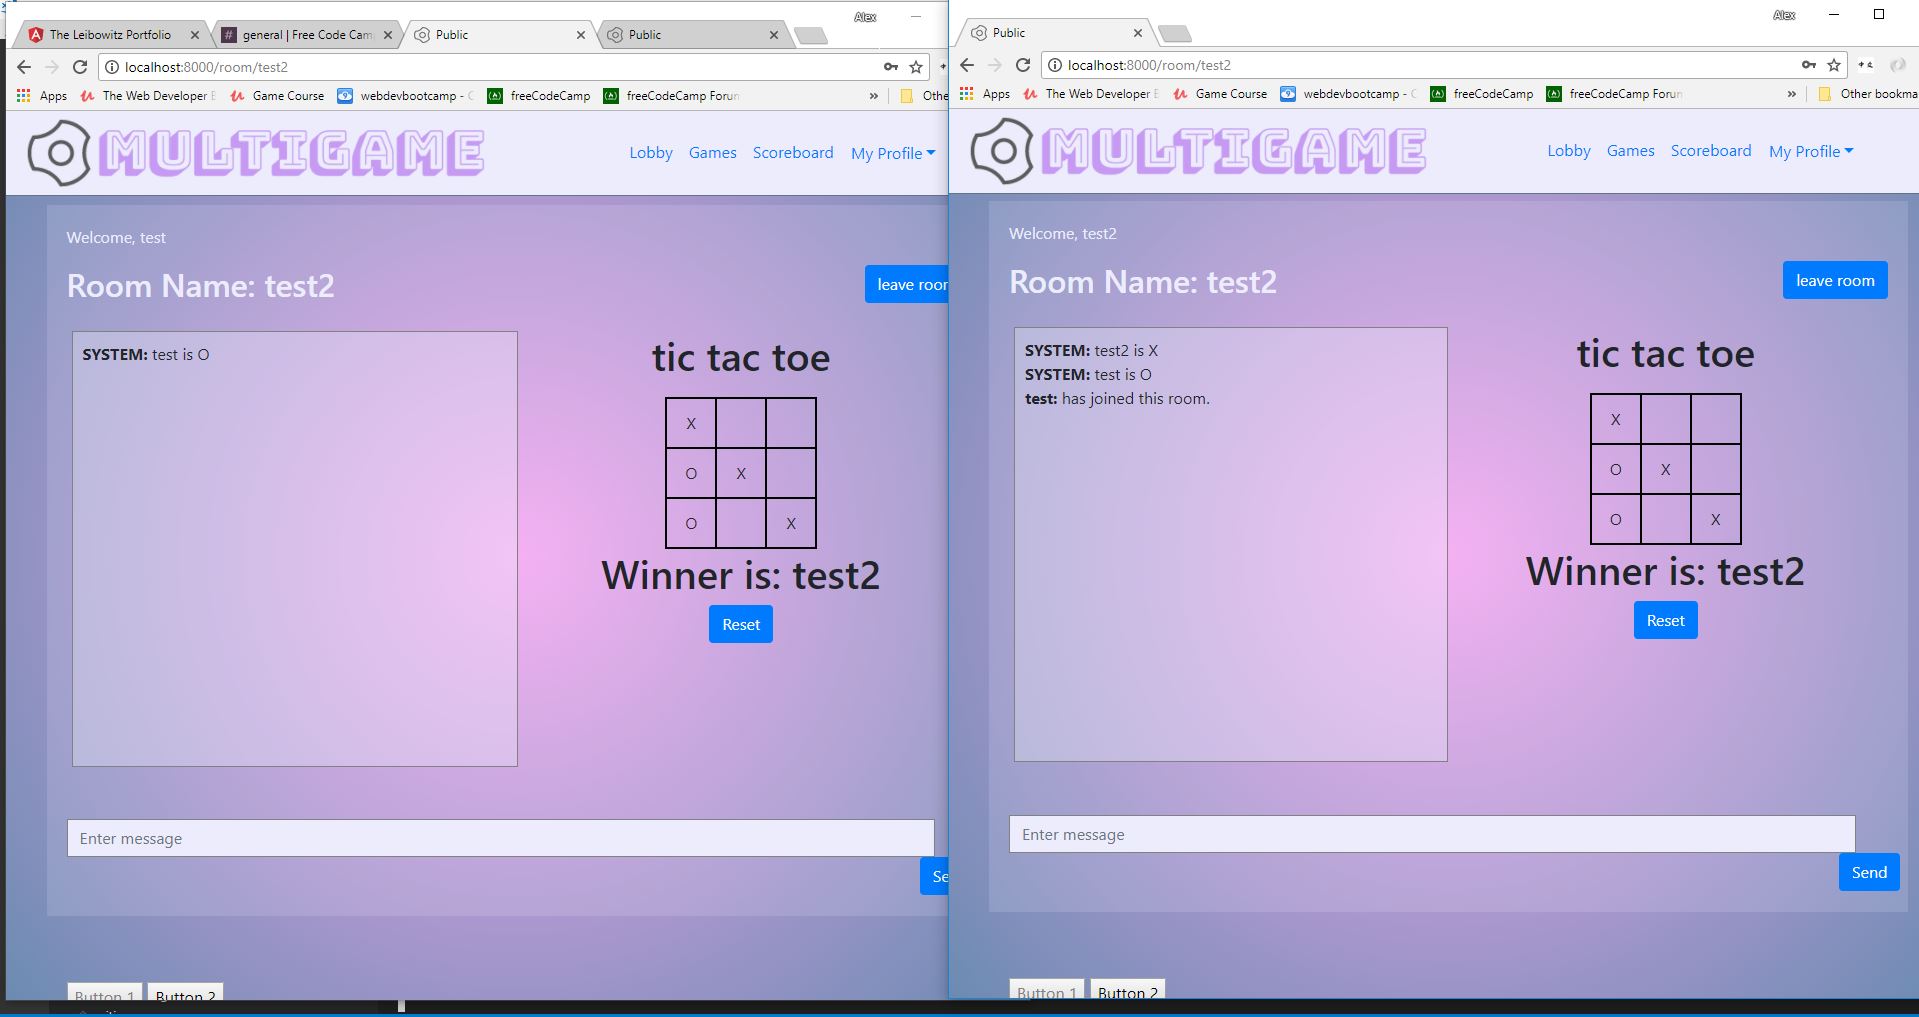 Alex
The Leibowitz Portfolio
general | Free Code Cam
Public
Public
localhost:8000/room/test2
Apps
The Web Developer
Game Course
webdevbootcamp -
freeCodeCamp
freeCodeCamp Forum
»
Othe
MULTIGAME
Lobby Games Scoreboard My Profile
Welcome, test
Room Name: test2
leave room
SYSTEM: test is O
tic tac toe
X
O X
O X
Winner is: test2
Reset
Enter message
Se
Button 1 Button 2
Alex
Public
localhost:8000/room/test2
Apps
The Web Developer
Game Course
webdevbootcamp -
freeCodeCamp
freeCodeCamp Forum
»
Other bookma
MULTIGAME
Lobby Games Scoreboard My Profile
Welcome, test2
Room Name: test2
leave room
SYSTEM: test2 is X
SYSTEM: test is O
test: has joined this room.
tic tac toe
X
O X
O X
Winner is: test2
Reset
Enter message
Send
Button 1 Button 2